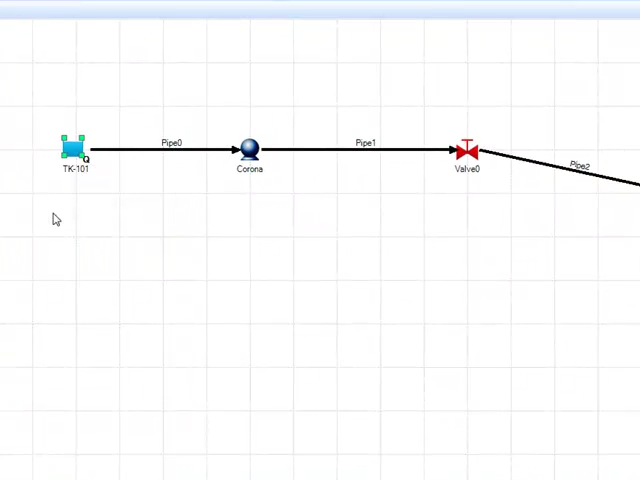 Pipe0
Pipe1
Pipe2
Q
TK-101
Corona
Valve0